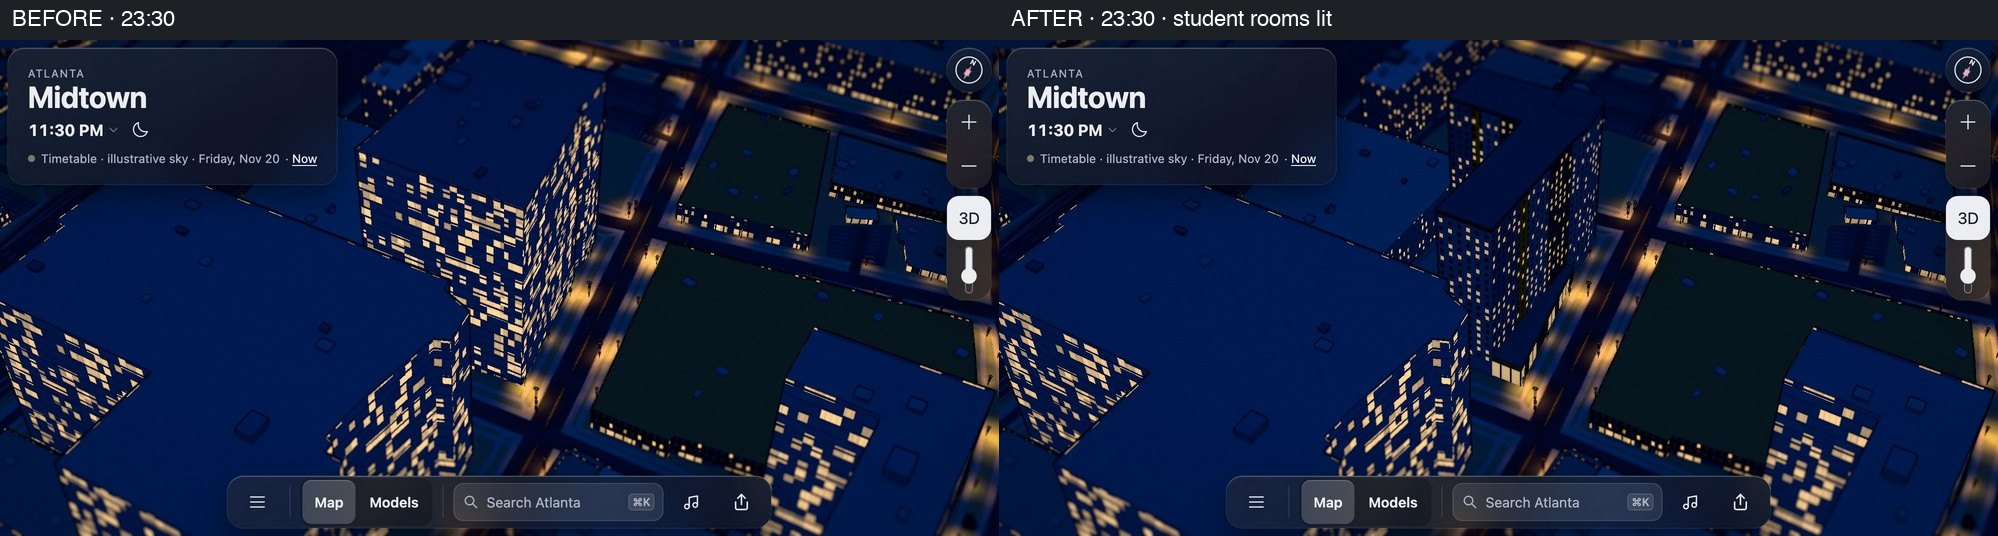 BEFORE · 23:30
ATLANTA
Midtown
11:30 PM
Timetable · illustrative sky · Friday, Nov 20 · Now
N
+
−
3D
Map Models Search Atlanta ⌘K
AFTER · 23:30 · student rooms lit
ATLANTA
Midtown
11:30 PM
Timetable · illustrative sky · Friday, Nov 20 · Now
N
+
−
3D
Map Models Search Atlanta ⌘K